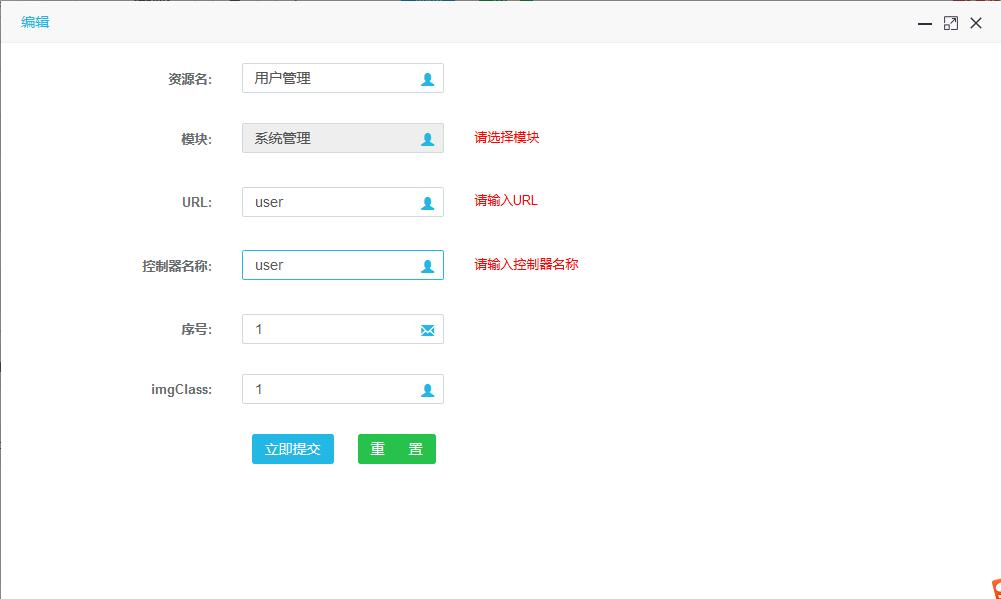 编辑
资源名: 用户管理
模块: 系统管理 请选择模块
URL: user 请输入URL
控制器名称: user 请输入控制器名称
序号: 1
imgClass: 1
立即提交 重 置